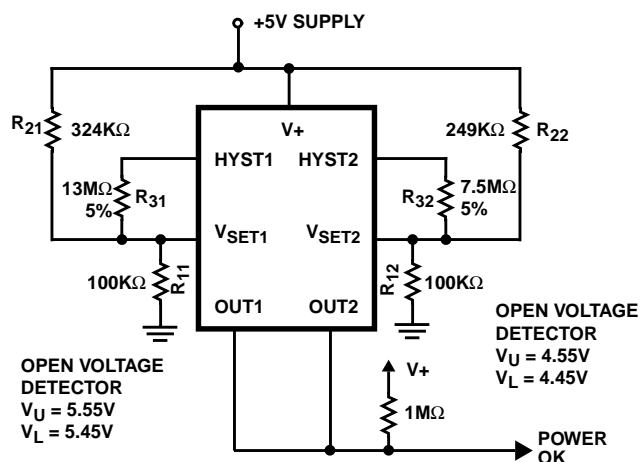 +5V SUPPLY
R21
324KΩ
V+
249KΩ
R22
HYST1
HYST2
13MΩ
5%
R31
R32
7.5MΩ
5%
VSET1
VSET2
100KΩ
R11
R12
100KΩ
OUT1
OUT2
OPEN VOLTAGE
DETECTOR
VU = 5.55V
VL = 5.45V
OPEN VOLTAGE
DETECTOR
VU = 4.55V
VL = 4.45V
V+
1MΩ
POWER
OK